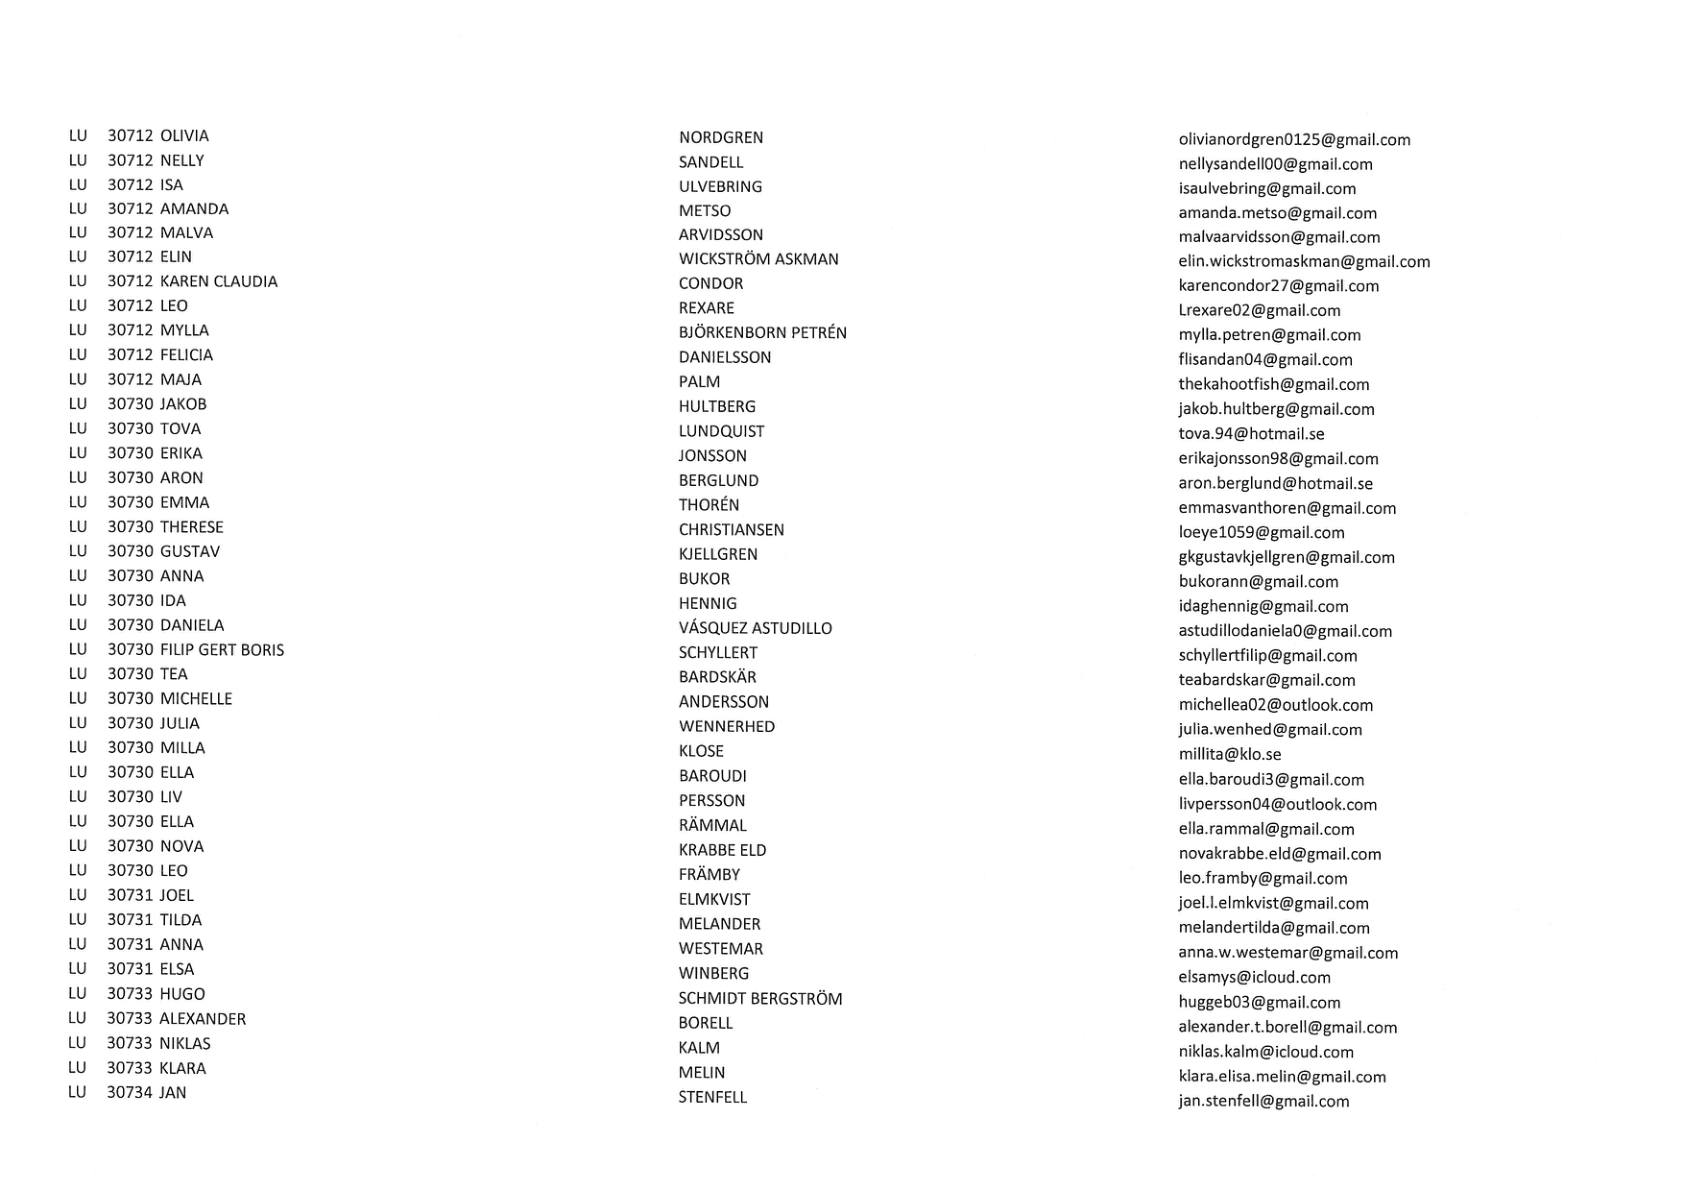 LU 30712 OLIVIA NORDGREN olivianordgren0125@gmail.com
LU 30712 NELLY SANDELL nellysandell00@gmail.com
LU 30712 ISA ULVEBRING isaulvebring@gmail.com
LU 30712 AMANDA METSO amanda.metso@gmail.com
LU 30712 MALVA ARVIDSSON malvaarvidsson@gmail.com
LU 30712 ELIN WICKSTRÖM ASKMAN elin.wickstromaskman@gmail.com
LU 30712 KAREN CLAUDIA CONDOR karencondor27@gmail.com
LU 30712 LEO REXARE Lrexare02@gmail.com
LU 30712 MYLLA BJÖRKENBORN PETRÉN mylla.petren@gmail.com
LU 30712 FELICIA DANIELSSON flisandan04@gmail.com
LU 30712 MAJA PALM thekahootfish@gmail.com
LU 30730 JAKOB HULTBERG jakob.hultberg@gmail.com
LU 30730 TOVA LUNDQUIST tova.94@hotmail.se
LU 30730 ERIKA JONSSON erikajonsson98@gmail.com
LU 30730 ARON BERGLUND aron.berglund@hotmail.se
LU 30730 EMMA THORÉN emmasvanthoren@gmail.com
LU 30730 THERESE CHRISTIANSEN loeye1059@gmail.com
LU 30730 GUSTAV KJELLGREN gkgustavkjellgren@gmail.com
LU 30730 ANNA BUKOR bukorann@gmail.com
LU 30730 IDA HENNIG idaghennig@gmail.com
LU 30730 DANIELA VÁSQUEZ ASTUDILLO astudillodaniela0@gmail.com
LU 30730 FILIP GERT BORIS SCHYLLERT schyllertfilip@gmail.com
LU 30730 TEA BARDSKÄR teabardskar@gmail.com
LU 30730 MICHELLE ANDERSSON michellea02@outlook.com
LU 30730 JULIA WENNERHED julia.wenhed@gmail.com
LU 30730 MILLA KLOSE millita@klo.se
LU 30730 ELLA BAROUDI ella.baroudi3@gmail.com
LU 30730 LIV PERSSON livpersson04@outlook.com
LU 30730 ELLA RÄMMAL ella.rammal@gmail.com
LU 30730 NOVA KRABBE ELD novakrabbe.eld@gmail.com
LU 30730 LEO FRÄMBY leo.framby@gmail.com
LU 30731 JOEL ELMKVIST joel.l.elmkvist@gmail.com
LU 30731 TILDA MELANDER melandertilda@gmail.com
LU 30731 ANNA WESTEMAR anna.w.westemar@gmail.com
LU 30731 ELSA WINBERG elsamys@icloud.com
LU 30733 HUGO SCHMIDT BERGSTRÖM huggeb03@gmail.com
LU 30733 ALEXANDER BORELL alexander.t.borell@gmail.com
LU 30733 NIKLAS KALM niklas.kalm@icloud.com
LU 30733 KLARA MELIN klara.elisa.melin@gmail.com
LU 30734 JAN STENFELL jan.stenfell@gmail.com